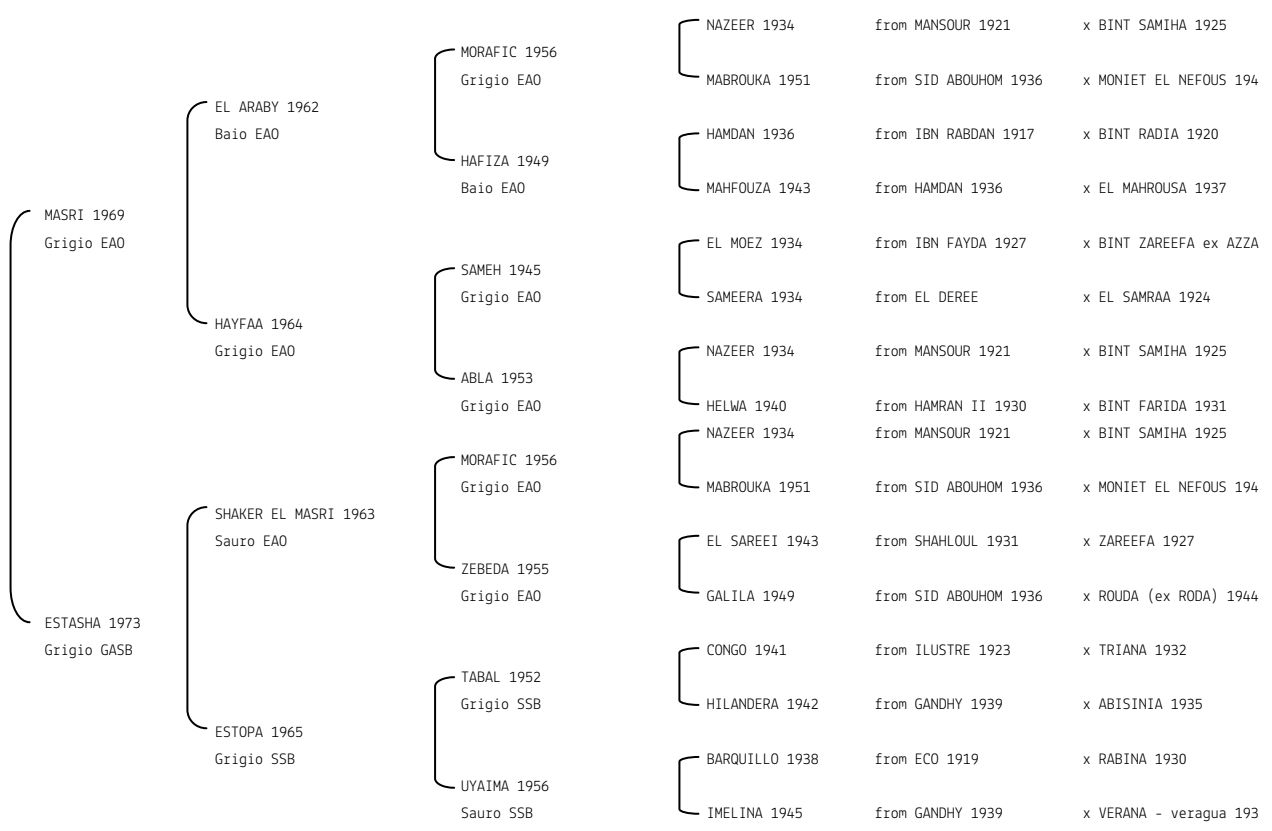 NAZEER 1934 from MANSOUR 1921 x BINT SAMIHA 1925
MORAFIC 1956
Grigio EAO MABROUKA 1951 from SID ABOUHOM 1936 x MONIET EL NEFOUS 194
EL ARABY 1962
Baio EAO HAMDAN 1936 from IBN RABDAN 1917 x BINT RADIA 1920
HAFIZA 1949
Baio EAO MAHFOUZA 1943 from HAMDAN 1936 x EL MAHROUSA 1937
MASRI 1969
Grigio EAO EL MOEZ 1934 from IBN FAYDA 1927 x BINT ZAREEFA ex AZZA
SAMEH 1945
Grigio EAO SAMEERA 1934 from EL DEREE x EL SAMRAA 1924
HAYFAA 1964
Grigio EAO NAZEER 1934 from MANSOUR 1921 x BINT SAMIHA 1925
ABLA 1953
Grigio EAO HELWA 1940 from HAMRAN II 1930 x BINT FARIDA 1931
NAZEER 1934 from MANSOUR 1921 x BINT SAMIHA 1925
MORAFIC 1956
Grigio EAO MABROUKA 1951 from SID ABOUHOM 1936 x MONIET EL NEFOUS 194
SHAKER EL MASRI 1963
Sauro EAO EL SAREEI 1943 from SHAHLOUL 1931 x ZAREEFA 1927
ZEBEDA 1955
Grigio EAO GALILA 1949 from SID ABOUHOM 1936 x ROUDA (ex RODA) 1944
ESTASHA 1973
Grigio GASB CONGO 1941 from ILUSTRE 1923 x TRIANA 1932
TABAL 1952
Grigio SSB HILANDERA 1942 from GANDHY 1939 x ABISINIA 1935
ESTOPA 1965
Grigio SSB BARQUILLO 1938 from ECO 1919 x RABINA 1930
UYAIMA 1956
Sauro SSB IMELINA 1945 from GANDHY 1939 x VERANA - veragua 193